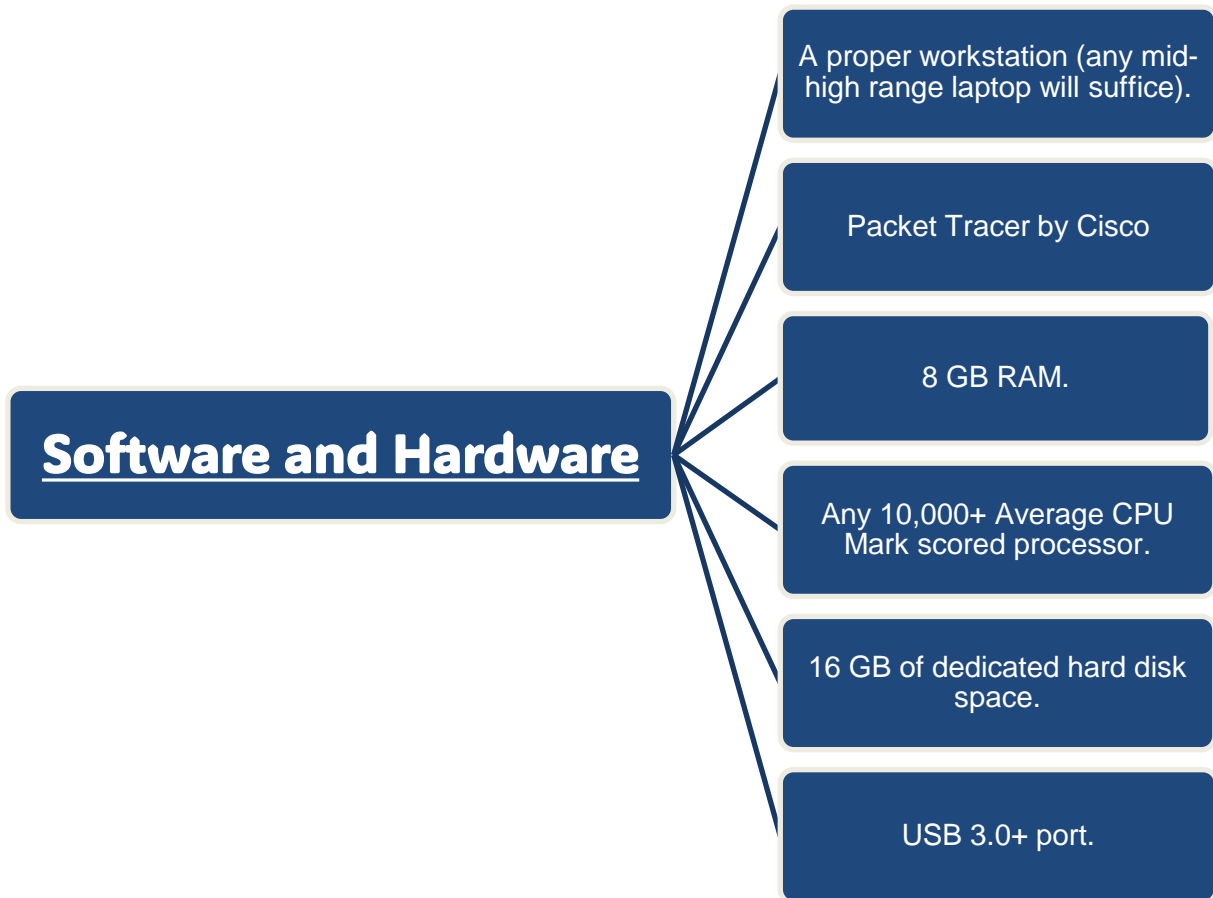 A proper workstation (any mid-
high range laptop will suffice).
Packet Tracer by Cisco
8 GB RAM.
Software and Hardware
Any 10,000+ Average CPU
Mark scored processor.
16 GB of dedicated hard disk
space.
USB 3.0+ port.